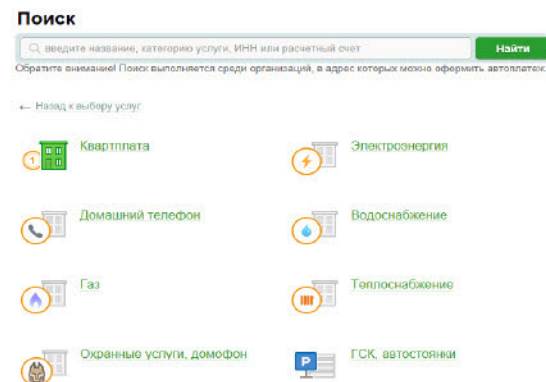 Поиск
введите название, категорию услуги, ИНН или расчетный счет
Найти
Обратите внимание! Поиск выполняется среди организаций, в адрес которых можно оформить автоплатеж.
← Назад к выбору услуг
Квартплата
Электроэнергия
Домашний телефон
Водоснабжение
Газ
Теплоснабжение
Охранные услуги, домофон
ГСК, автостоянки